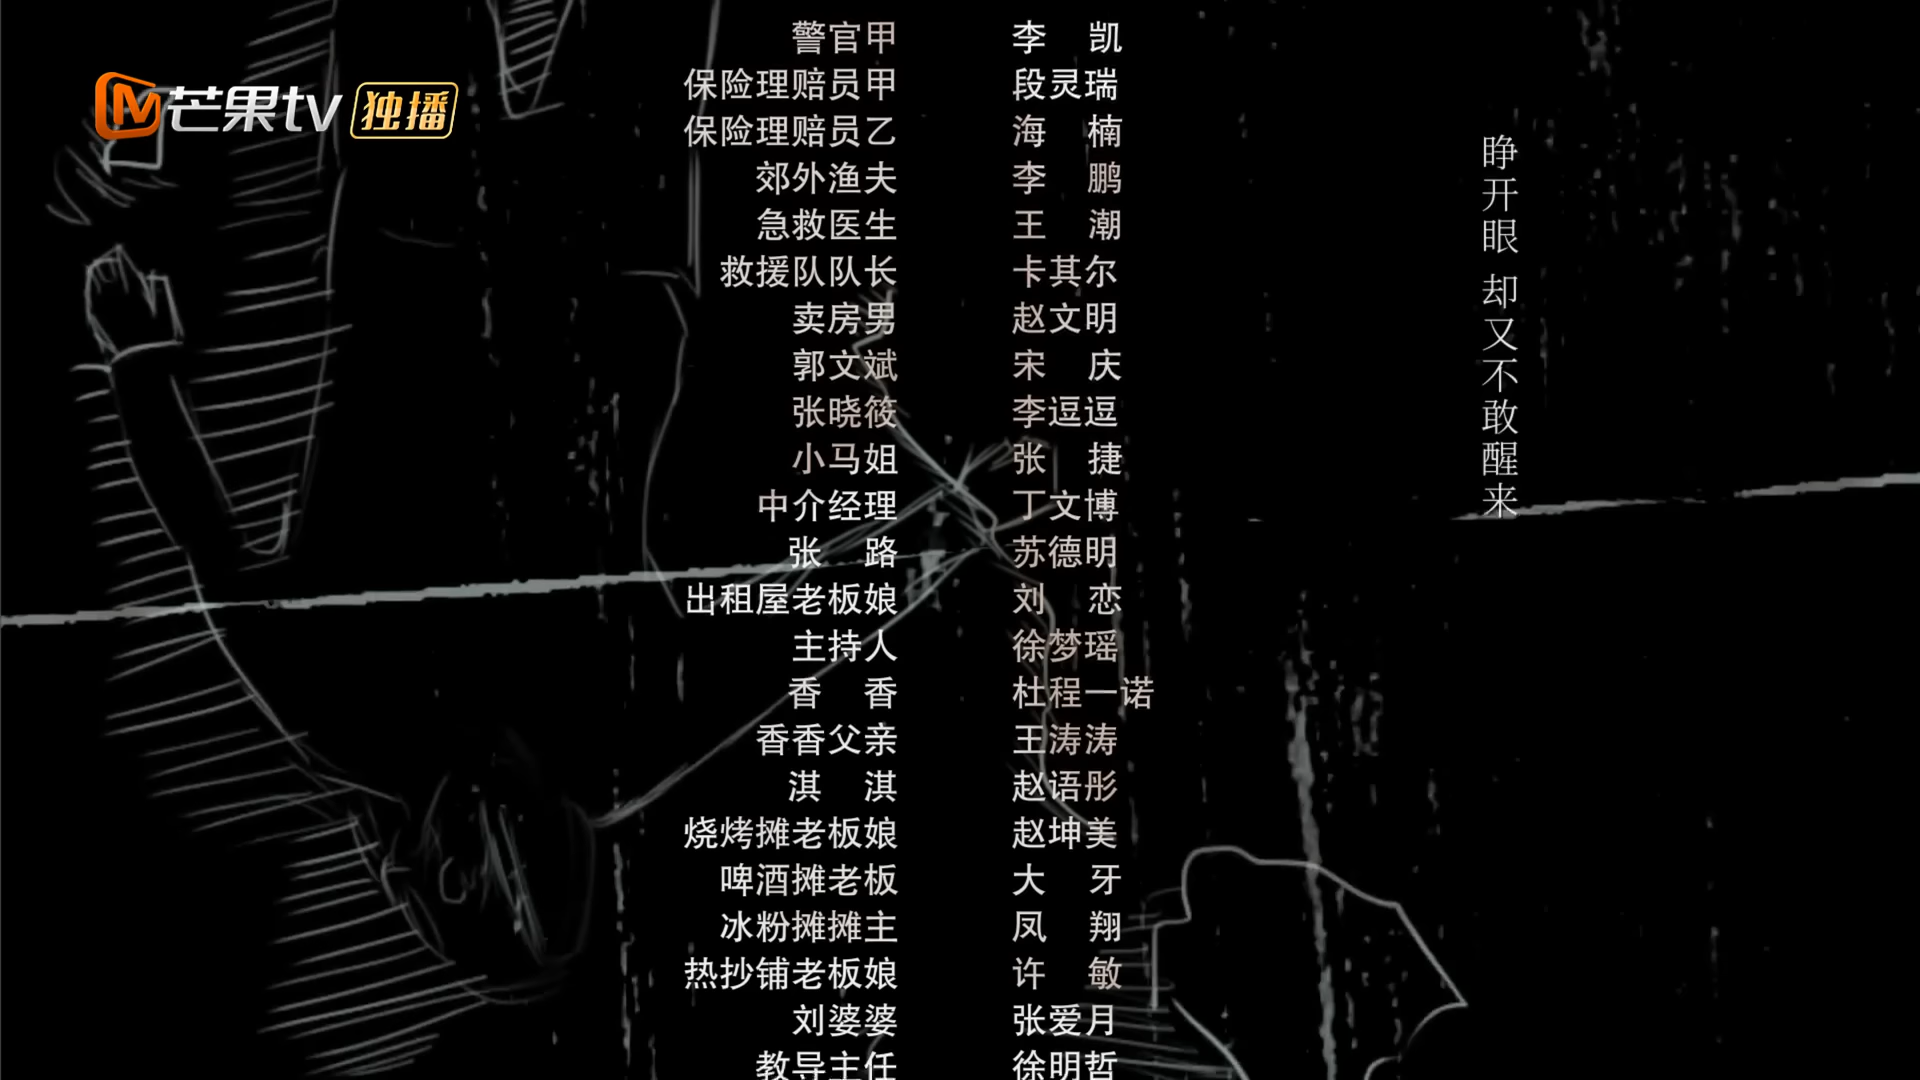 芒果tv 独播
警官甲 李 凯
保险理赔员甲 段灵瑞
保险理赔员乙 海 楠
郊外渔夫 李 鹏
急救医生 王 潮
救援队队长 卡其尔
卖房男 赵文明
郭文斌 宋 庆
张晓筱 李逗逗
小马姐 张 捷
中介经理 丁文博
张 路 苏德明
出租屋老板娘 刘 恋
主持人 徐梦瑶
香 香 杜程一诺
香香父亲 王涛涛
淇 淇 赵语彤
烧烤摊老板娘 赵坤美
啤酒摊老板 大 牙
冰粉摊摊主 凤 翔
热抄铺老板娘 许 敏
刘婆婆 张爱月
教导主任 徐明哲
睁开眼 却又不敢醒来